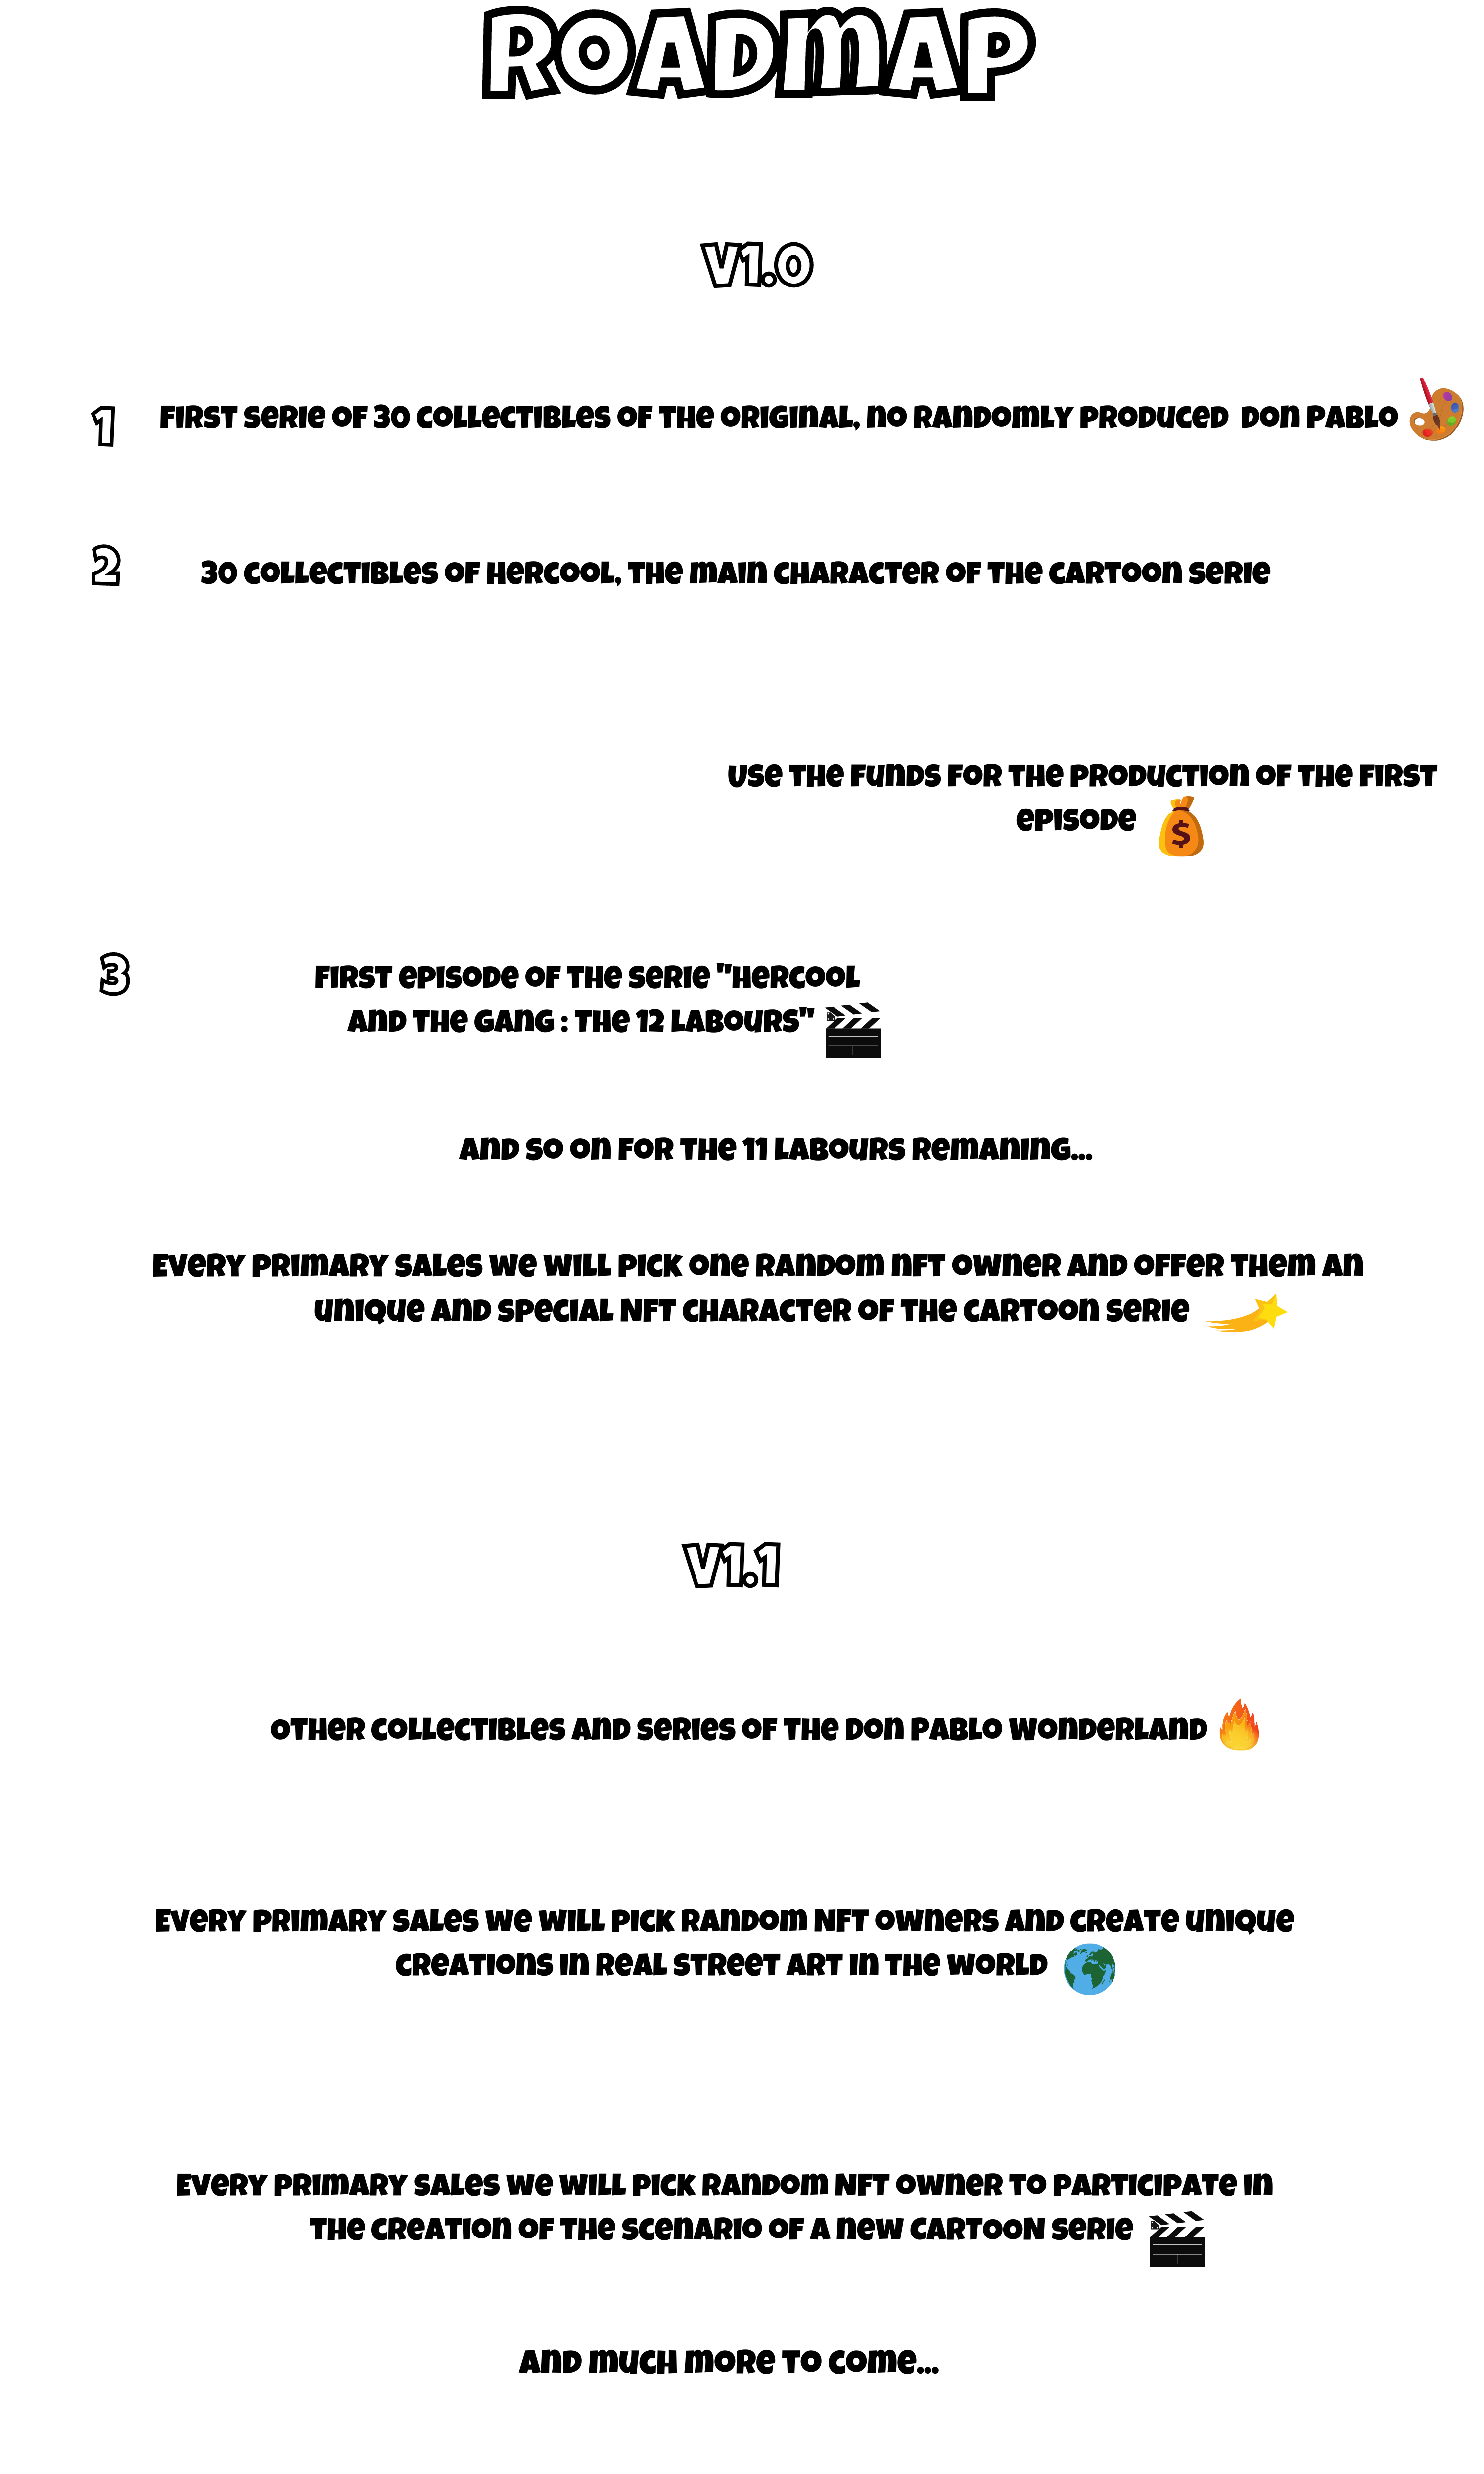 ROADMAP
V1.0
1 First serie of 30 collectibles of the original, no randomly produced Don Pablo
2 30 collectibles of Hercool, the main character of the cartoon serie
Use the funds for the production of the first
episode
3 First episode of the serie "Hercool
and the gang : the 12 labours"
And so on for the 11 labours remaning...
Every primary sales we will pick one random nft owner and offer them an
unique and special NFT character of the cartoon serie
V1.1
Other collectibles and series of the Don Pablo Wonderland
Every primary sales we will pick random NFT owners and create unique
creations in real street art in the world
Every primary sales we will pick random NFT owner to participate in
the creation of the scenario of a new cartooN serie
And much more to come...